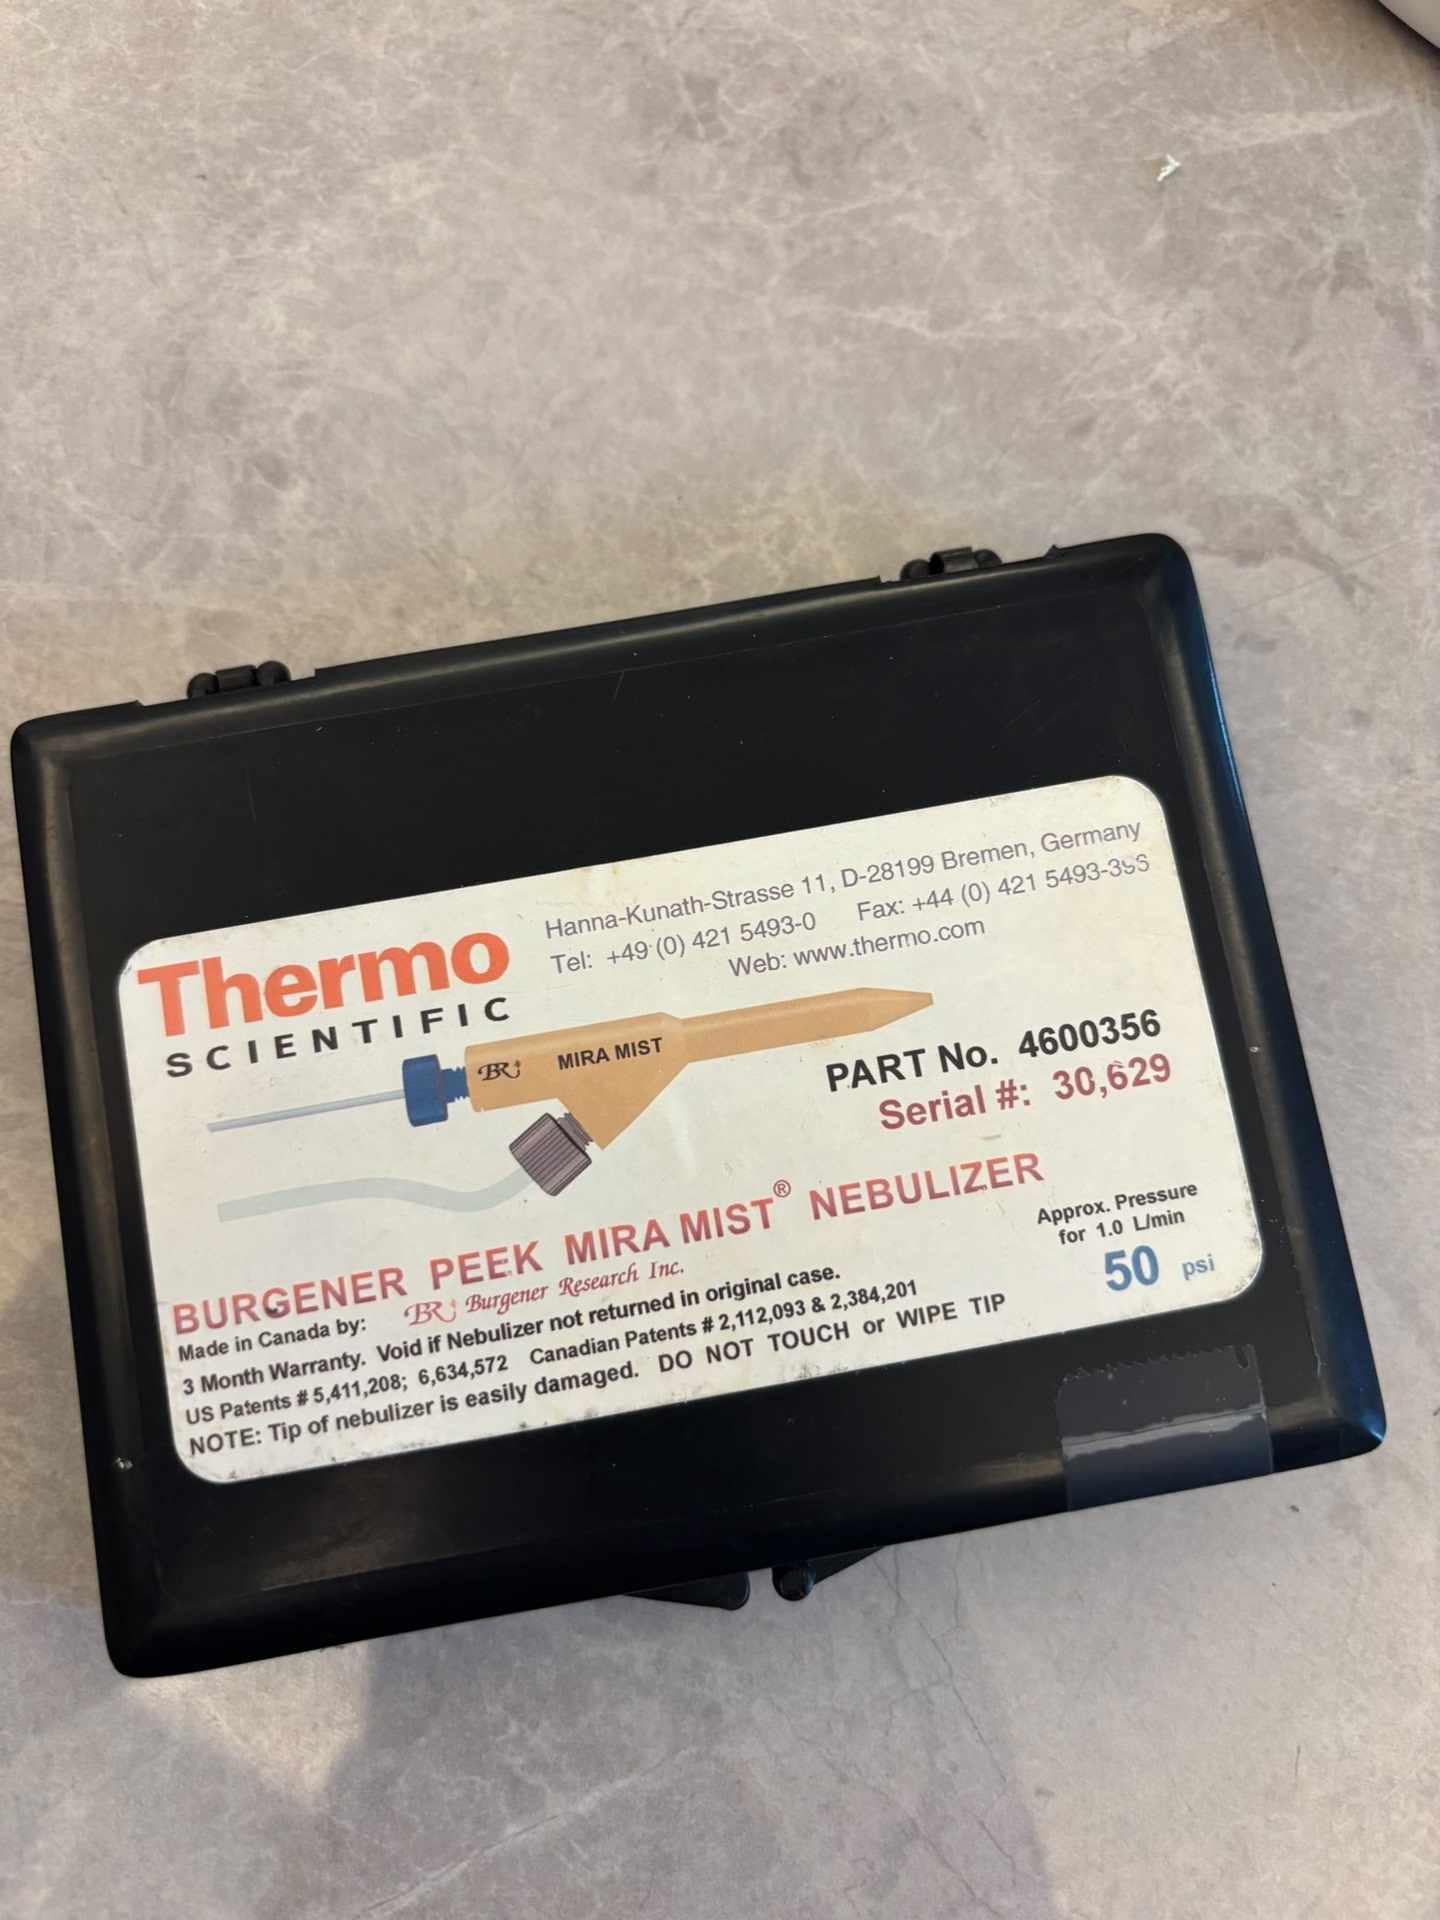 Thermo
SCIENTIFIC
Hanna-Kunath-Strasse 11, D-28199 Bremen, Germany
Tel: +49 (0) 421 5493-0 Fax: +44 (0) 421 5493-396
Web: www.thermo.com
BR MIRA MIST
PART No. 4600356
Serial #: 30,629
BURGENER PEEK MIRA MIST® NEBULIZER
Approx. Pressure
for 1.0 L/min
50 psi
Made in Canada by: BR Burgener Research Inc.
3 Month Warranty. Void if Nebulizer not returned in original case.
US Patents # 5,411,208; 6,634,572 Canadian Patents # 2,112,093 & 2,384,201
NOTE: Tip of nebulizer is easily damaged. DO NOT TOUCH or WIPE TIP